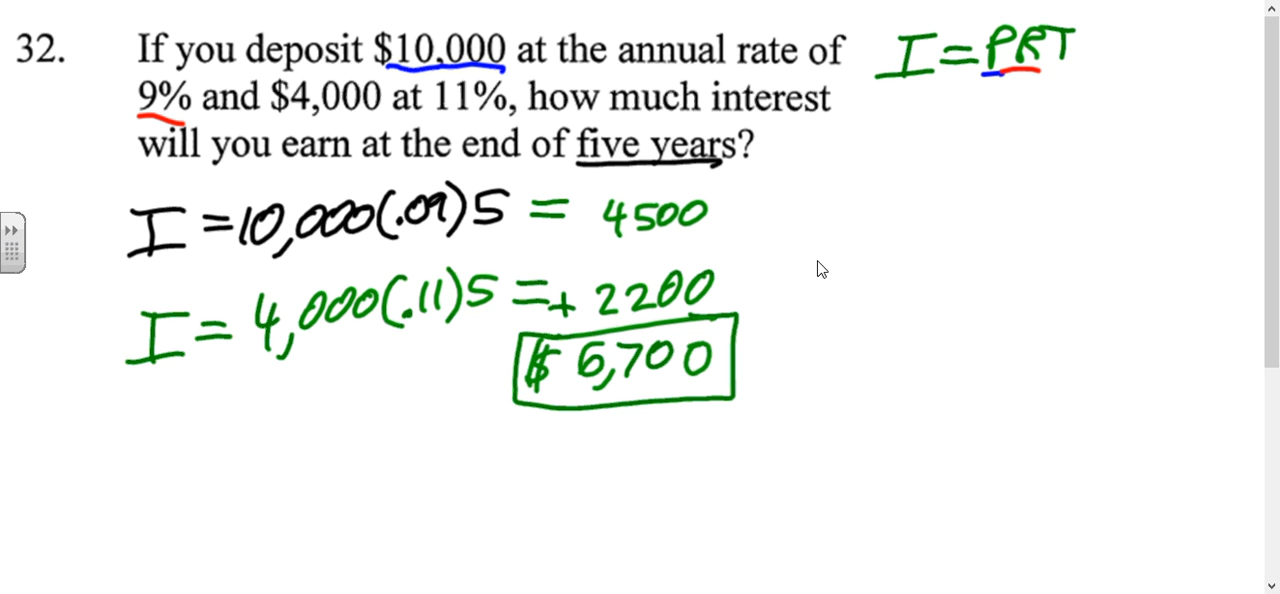 32. If you deposit $10,000 at the annual rate of
9% and $4,000 at 11%, how much interest
will you earn at the end of five years?
I=PRT
I=10,000(.09)5 = 4500
I=4,000(.11)5 =+ 2200
$ 6,700